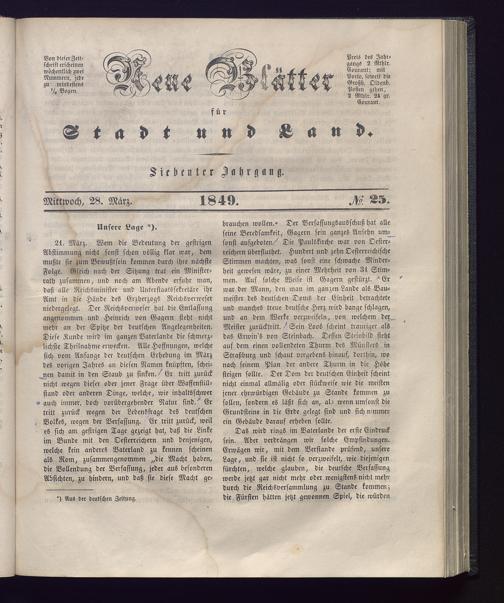 Von dieser Zeit-
schrift erscheinen
wöchentlich zwei
Nummern, jede
zu wenigstens
½ Bogen.
Neue Blätter
für
Stadt und Land.
Preis des Jahr-
gangs 2 Rthlr.
Courant; mit
Porto, soweit die
Großh. Oldenb.
Posten gehen,
2 Rthlr. 24 gr.
Courant.
Siebenter Jahrgang.
Mittwoch, 28. März. 1849. № 25.
Unsere Lage *).
21. März. Wem die Bedeutung der gestrigen
Abstimmung nicht sonst schon völlig klar war, dem
mußte sie zum Bewußtsein kommen durch ihre nächste
Folge. Gleich nach der Sitzung trat ein Minister-
rath zusammen; und noch am Abende erfuhr man,
daß alle Reichsminister und Unterstaatssekretäre ihr
Amt in die Hände des Erzherzogs Reichsverweser
niedergelegt. Der Reichsverweser hat die Entlassung
angenommen und Heinrich von Gagern steht nicht
mehr an der Spitze der deutschen Angelegenheiten.
Diese Kunde wird im ganzen Vaterlande die schmerz-
lichste Theilnahme erwecken. Alle Hoffnungen, welche
sich vom Anfange der deutschen Erhebung im März
des vorigen Jahres an diesen Namen knüpften, schei-
nen damit in den Staub zu sinken. Er tritt zurück
nicht wegen dieser oder jener Frage über Waffenstill-
stand oder anderen Dinge, welche, wie inhaltsschwer
auch immer, doch vorübergehender Natur sind. Er
tritt zurück wegen der Lebensfrage des deutschen
Volkes, wegen der Verfassung. Er tritt zurück, weil
es sich am gestrigen Tage gezeigt hat, daß die Linke
im Bunde mit den Oesterreichern und denjenigen,
welche kein anderes Vaterland zu kennen scheinen
als Rom, zusammengenommen „die Macht haben,
die Vollendung der Verfassung, jeder aus besonderen
Absichten, zu hindern, und daß sie diese Macht ge-
*) Aus der deutschen Zeitung.
brauchen wollen.“ Der Verfassungsausschuß hat alle
seine Beredsamkeit, Gagern sein ganzes Ansehn um-
sonst aufgeboten. Die Paulskirche war von Oester-
reichern überfluthet. Hundert und zehn Oesterreichische
Stimmen machten, was sonst eine schwache Minder-
heit gewesen wäre, zu einer Mehrheit von 31 Stim-
men. Auf solche Weise ist Gagern gestürzt. Er
war der Mann, den man im ganzen Lande als Bau-
meister des deutschen Doms der Einheit betrachtete
und manches treue deutsche Herz wird bange schlagen,
und an dem Werke verzweifeln, von welchem der
Meister zurücktritt. Sein Loos scheint trauriger als
das Erwin's von Steinbach. Dessen Steinbild steht
auf dem einen vollendeten Thurm des Münsters in
Straßburg und schaut vergebens hinauf, dorthin, wo
nach seinem Plan der andere Thurm in die Höhe
steigen sollte. Der Dom der deutschen Einheit scheint
nicht einmal allmälig oder stückweise wie die meisten
jener ehrwürdigen Gebäude zu Stande kommen zu
sollen, sondern es läßt sich an, als wenn umsonst die
Grundsteine in die Erde gelegt sind und sich nimmer
ein Gebäude darauf erheben sollte.
Das wird rings im Vaterlande der erste Eindruck
sein. Aber verdrängen wir solche Empfindungen.
Erwägen wir, mit dem Verstande prüfend, unsere
Lage, und sie ist nicht so verzweifelt, wie diejenigen
fürchten, welche glauben, die deutsche Verfassung
werde jetzt gar nicht mehr oder wenigstens nicht mehr
durch die Reichsversammlung zu Stande kommen;
die Fürsten hätten jetzt gewonnen Spiel, die würden